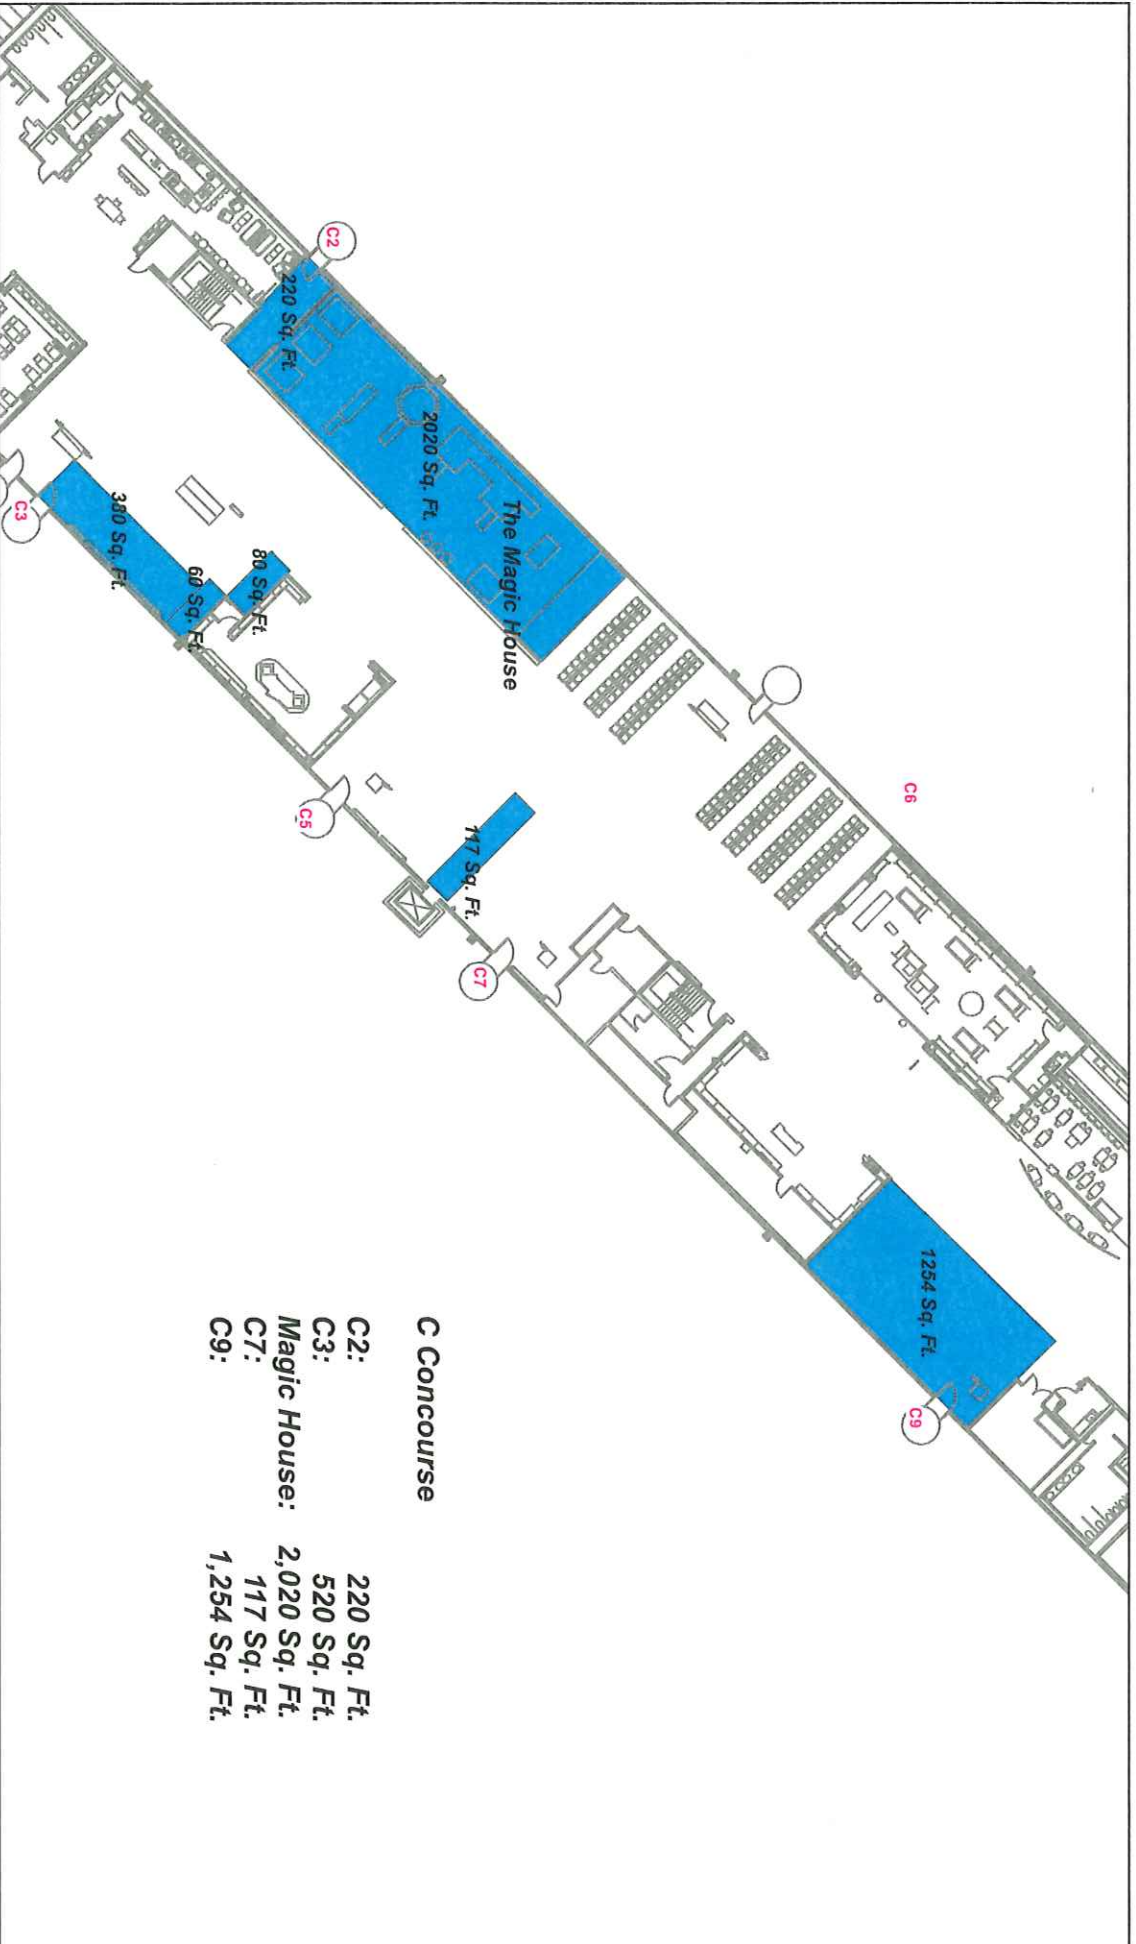 C Concourse
C2: 220 Sq. Ft.
C3: 520 Sq. Ft.
Magic House: 2,020 Sq. Ft.
C7: 117 Sq. Ft.
C9: 1,254 Sq. Ft.
C6
C2
220 Sq. Ft.
2020 Sq. Ft.
The Magic House
C3
380 Sq. Ft.
60 Sq. Ft.
80 Sq. Ft.
C5
117 Sq. Ft.
C7
1254 Sq. Ft.
C9